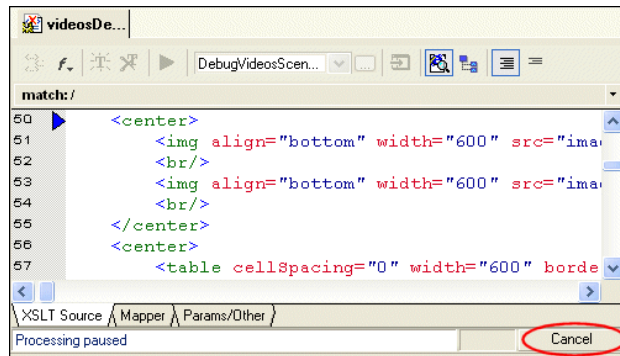 videosDe...
f
DebugVideosScen... ...
match:/
50 <center>
51 <img align="bottom" width="600" src="ima
52 <br/>
53 <img align="bottom" width="600" src="ima
54 <br/>
55 </center>
56 <center>
57 <table cellSpacing="0" width="600" borde
XSLT Source Mapper Params/Other
Processing paused Cancel